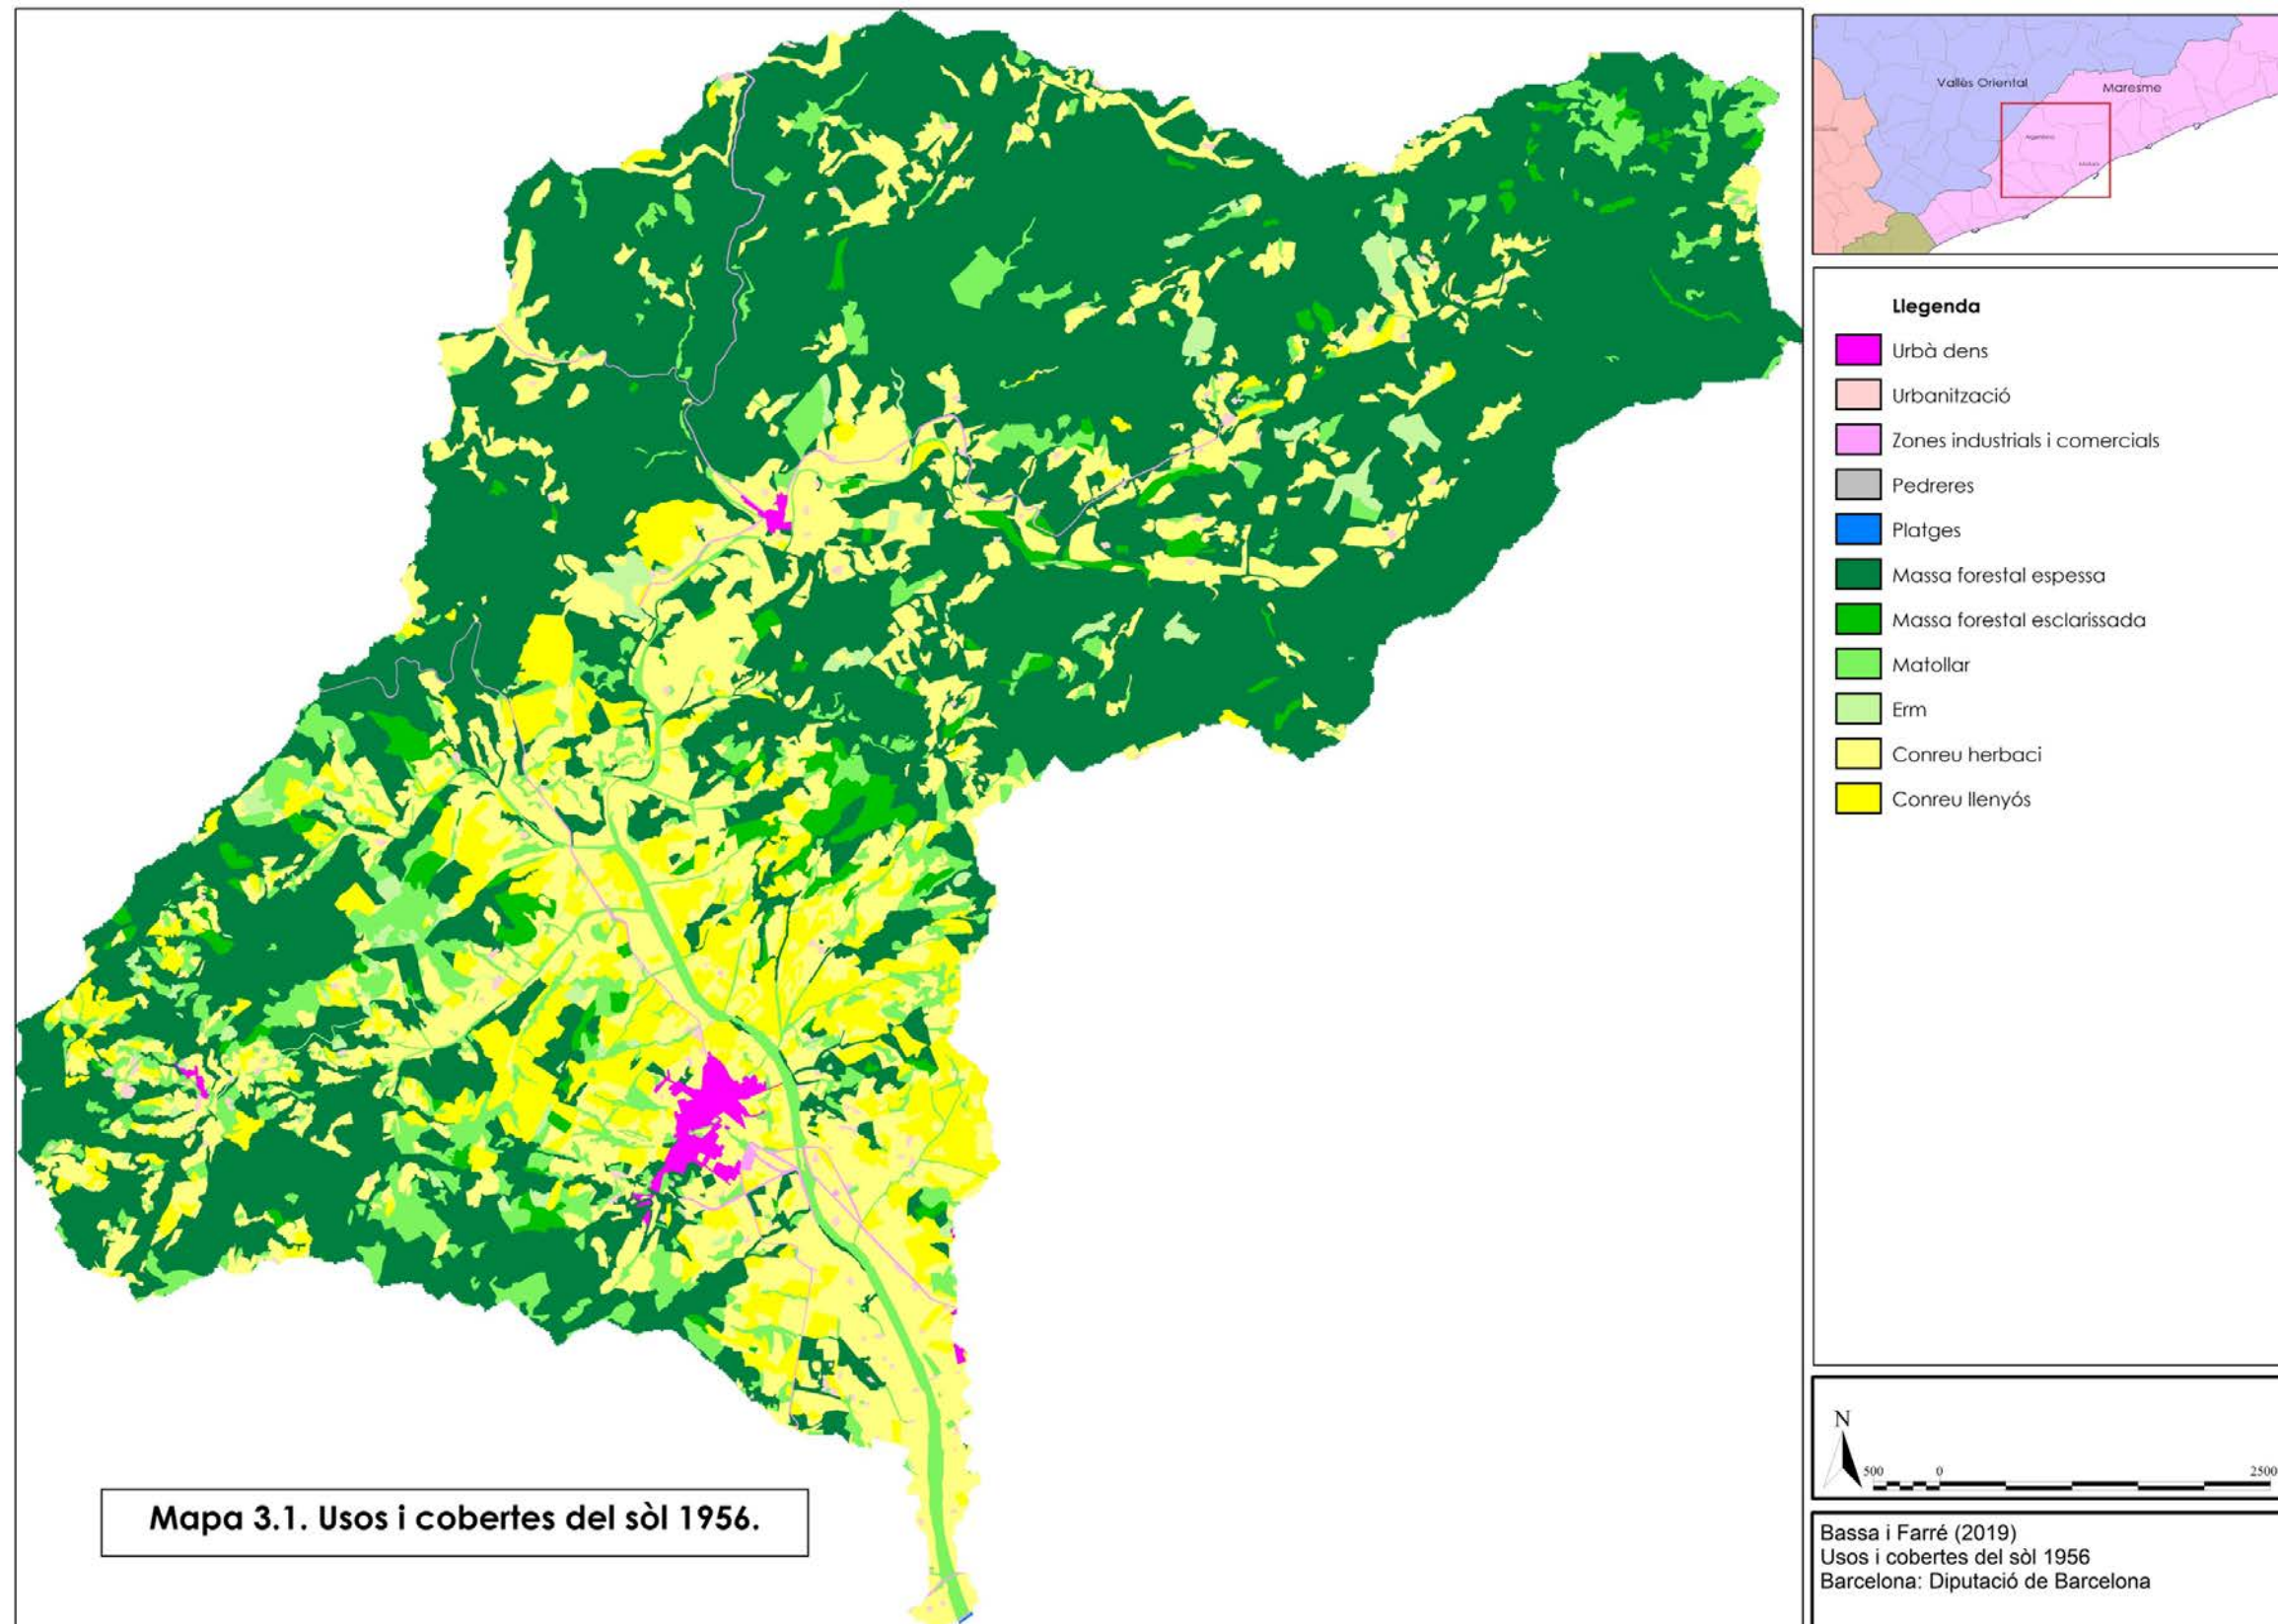 Vallès Oriental
Maresme
Argentona
Mataró
Llegenda
Urbà dens
Urbanització
Zones industrials i comercials
Pedreres
Platges
Massa forestal espessa
Massa forestal esclarissada
Matollar
Erm
Conreu herbaci
Conreu llenyós
N
500 0 2500
Mapa 3.1. Usos i cobertes del sòl 1956.
Bassa i Farré (2019)
Usos i cobertes del sòl 1956
Barcelona: Diputació de Barcelona